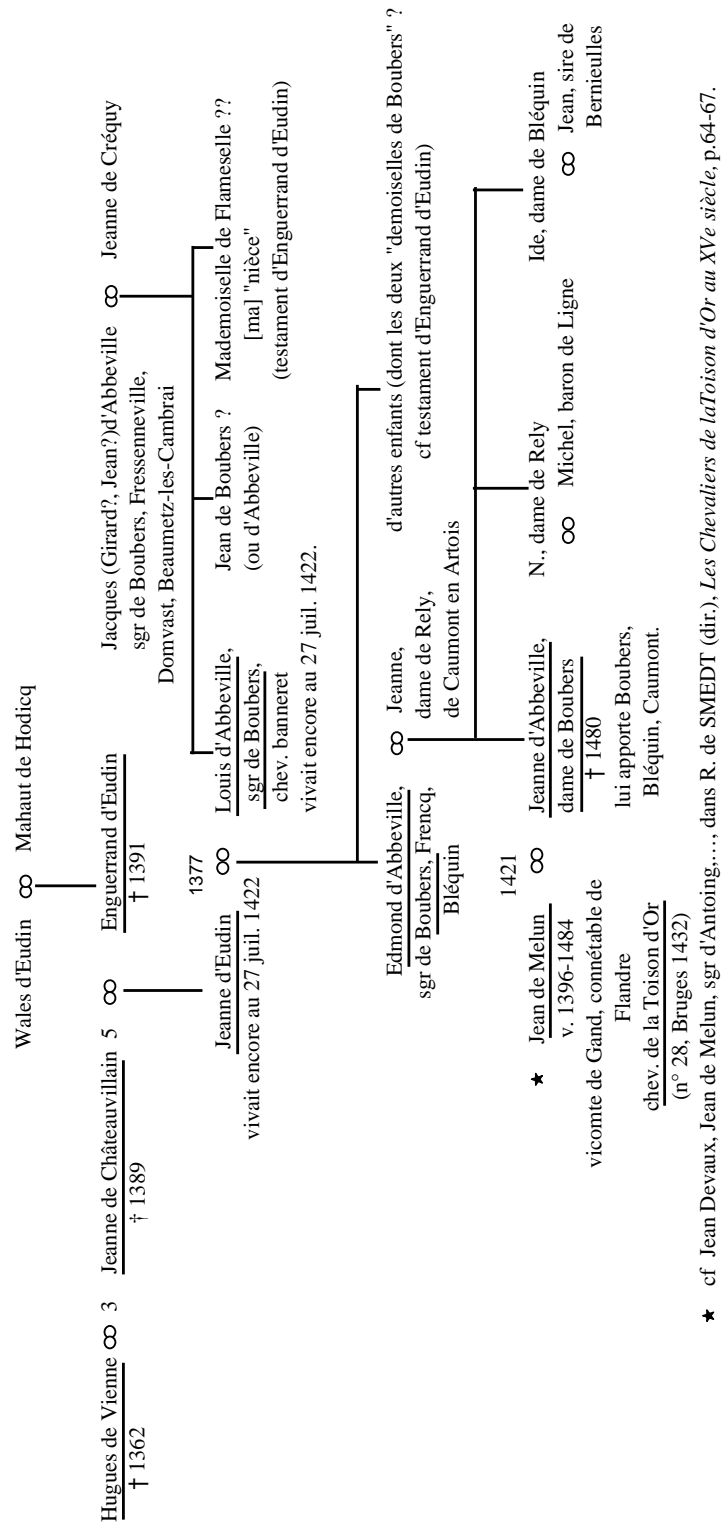 Wales d'Eudin ꝏ Mahaut de Hodicq
Hugues de Vienne ꝏ 3 Jeanne de Châteauvillain 5 ꝏ Enguerrand d'Eudin
† 1362
† 1389
† 1391
Jacques (Girard?, Jean?)d'Abbeville ꝏ Jeanne de Créquy
sgr de Boubers, Fressenneville,
Domvast, Beaumetz-les-Cambrai
Jeanne d'Eudin
vivait encore au 27 juil. 1422
1377
ꝏ
Louis d'Abbeville,
sgr de Boubers,
chev. banneret
vivait encore au 27 juil. 1422.
Jean de Boubers ?
(ou d'Abbeville)
Mademoiselle de Flameselle ??
[ma] "nièce"
(testament d'Enguerrand d'Eudin)
Edmond d'Abbeville,
sgr de Boubers, Frencq,
Bléquin
ꝏ
Jeanne,
dame de Rely,
de Caumont en Artois
d'autres enfants (dont les deux "demoiselles de Boubers" ?
cf testament d'Enguerrand d'Eudin)
★ Jean de Melun
v. 1396-1484
vicomte de Gand, connétable de
Flandre
chev. de la Toison d'Or
(n° 28, Bruges 1432)
1421
ꝏ
Jeanne d'Abbeville,
dame de Boubers
† 1480
lui apporte Boubers,
Bléquin, Caumont.
N., dame de Rely
ꝏ Michel, baron de Ligne
Ide, dame de Bléquin
ꝏ Jean, sire de
Bernieulles
★ cf Jean Devaux, Jean de Melun, sgr d'Antoing,…, dans R. de SMEDT (dir.), Les Chevaliers de laToison d'Or au XVe siècle, p.64-67.